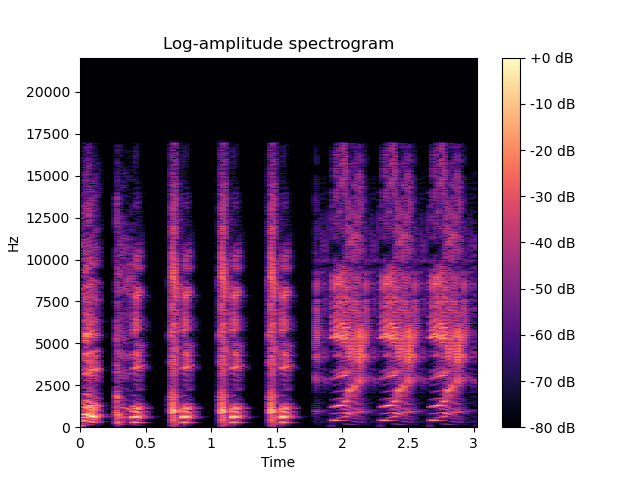 Log-amplitude spectrogram
Hz
20000
17500
15000
12500
10000
7500
5000
2500
0
0 0.5 1 1.5 2 2.5 3
Time
+0 dB
-10 dB
-20 dB
-30 dB
-40 dB
-50 dB
-60 dB
-70 dB
-80 dB